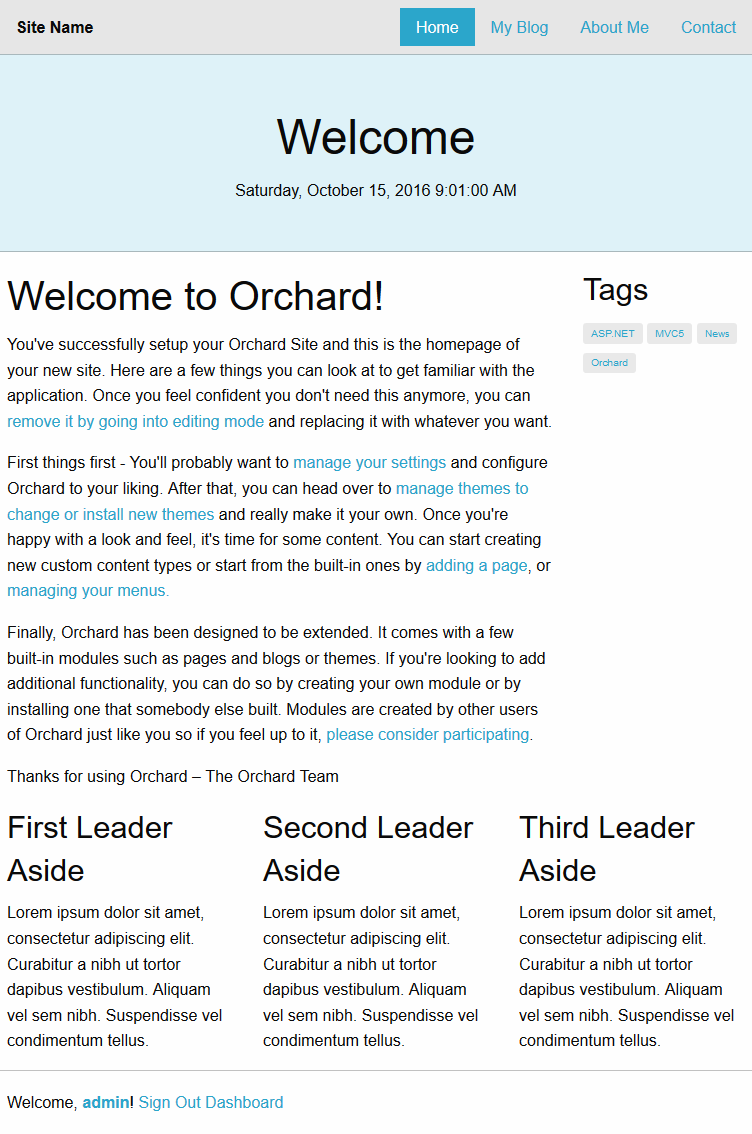 Site Name Home My Blog About Me Contact
Welcome
Saturday, October 15, 2016 9:01:00 AM
Welcome to Orchard!
You've successfully setup your Orchard Site and this is the homepage of
your new site. Here are a few things you can look at to get familiar with the
application. Once you feel confident you don't need this anymore, you can
remove it by going into editing mode and replacing it with whatever you want.
First things first - You'll probably want to manage your settings and configure
Orchard to your liking. After that, you can head over to manage themes to
change or install new themes and really make it your own. Once you're
happy with a look and feel, it's time for some content. You can start creating
new custom content types or start from the built-in ones by adding a page, or
managing your menus.
Finally, Orchard has been designed to be extended. It comes with a few
built-in modules such as pages and blogs or themes. If you're looking to add
additional functionality, you can do so by creating your own module or by
installing one that somebody else built. Modules are created by other users
of Orchard just like you so if you feel up to it, please consider participating.
Thanks for using Orchard – The Orchard Team
Tags
ASP.NET MVC5 News
Orchard
First Leader
Aside
Lorem ipsum dolor sit amet,
consectetur adipiscing elit.
Curabitur a nibh ut tortor
dapibus vestibulum. Aliquam
vel sem nibh. Suspendisse vel
condimentum tellus.
Second Leader
Aside
Lorem ipsum dolor sit amet,
consectetur adipiscing elit.
Curabitur a nibh ut tortor
dapibus vestibulum. Aliquam
vel sem nibh. Suspendisse vel
condimentum tellus.
Third Leader
Aside
Lorem ipsum dolor sit amet,
consectetur adipiscing elit.
Curabitur a nibh ut tortor
dapibus vestibulum. Aliquam
vel sem nibh. Suspendisse vel
condimentum tellus.
Welcome, admin! Sign Out Dashboard